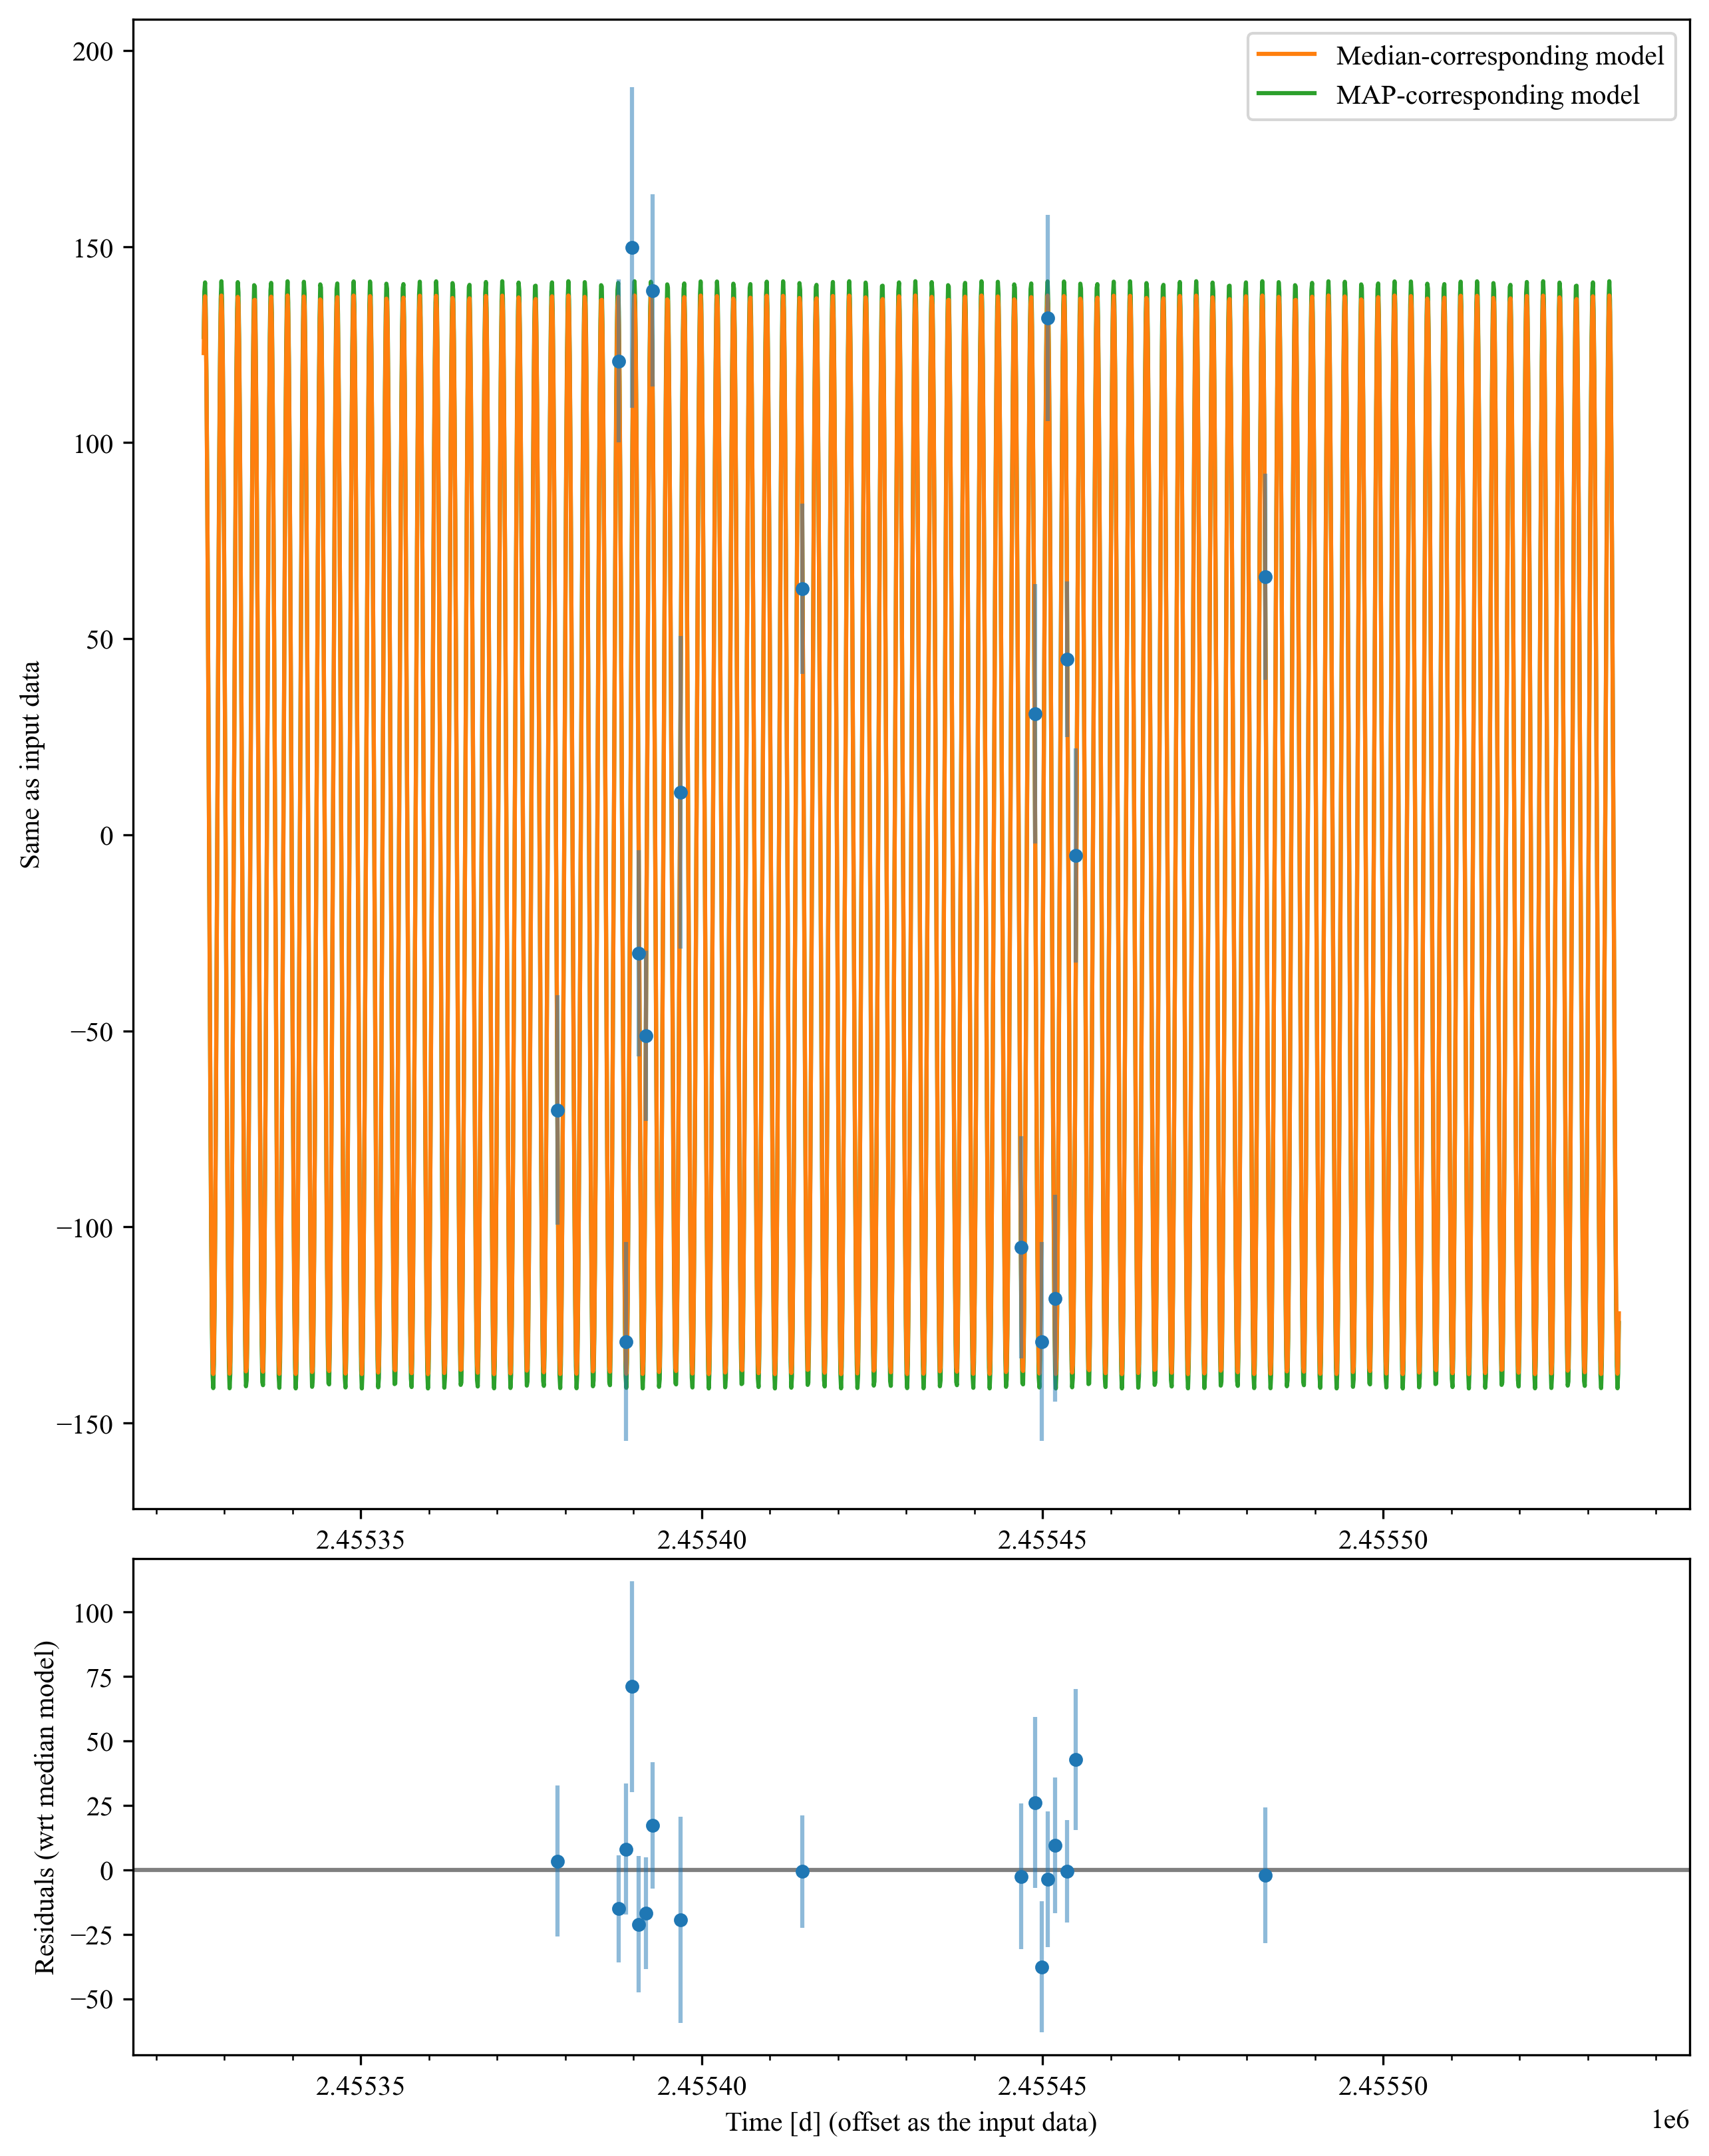 Median-corresponding model
MAP-corresponding model
Same as input data
200
150
100
50
0
−50
−100
−150
2.45535 2.45540 2.45545 2.45550
Residuals (wrt median model)
100
75
50
25
0
−25
−50
2.45535 2.45540 2.45545 2.45550
Time [d] (offset as the input data)
1e6